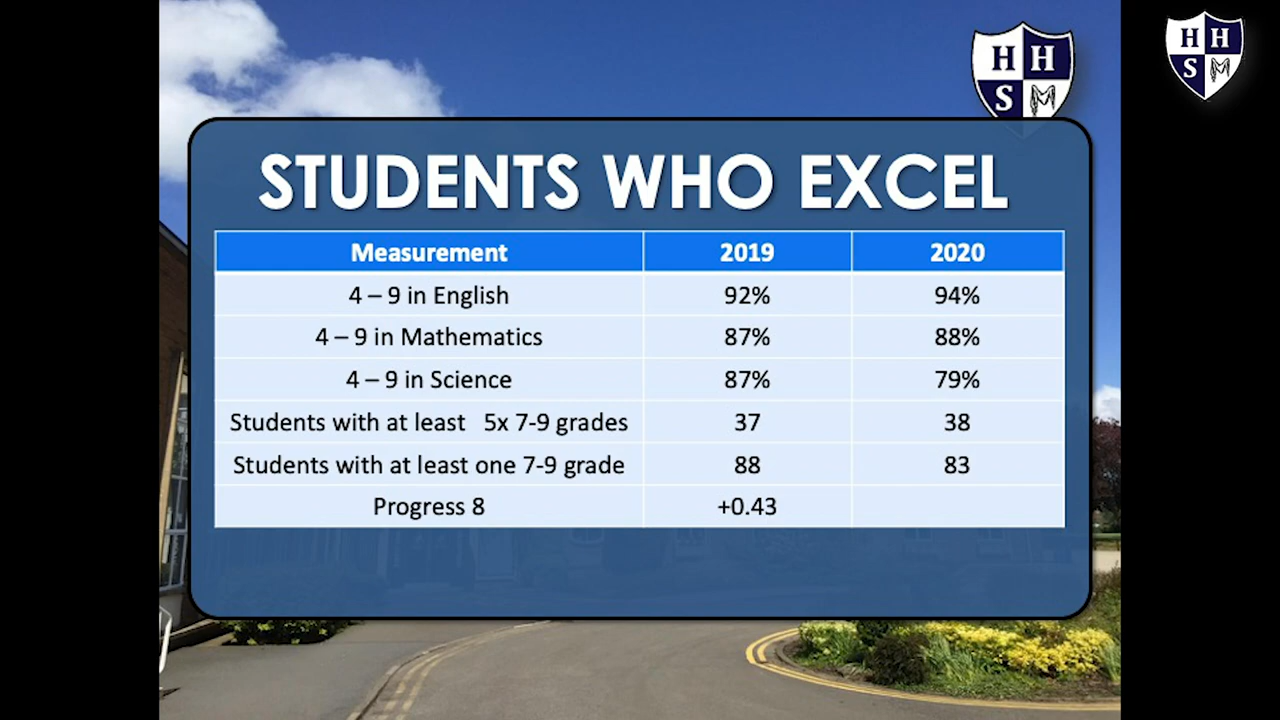 H H
S M
H H
S M
STUDENTS WHO EXCEL
Measurement 2019 2020
4 – 9 in English 92% 94%
4 – 9 in Mathematics 87% 88%
4 – 9 in Science 87% 79%
Students with at least 5x 7-9 grades 37 38
Students with at least one 7-9 grade 88 83
Progress 8 +0.43